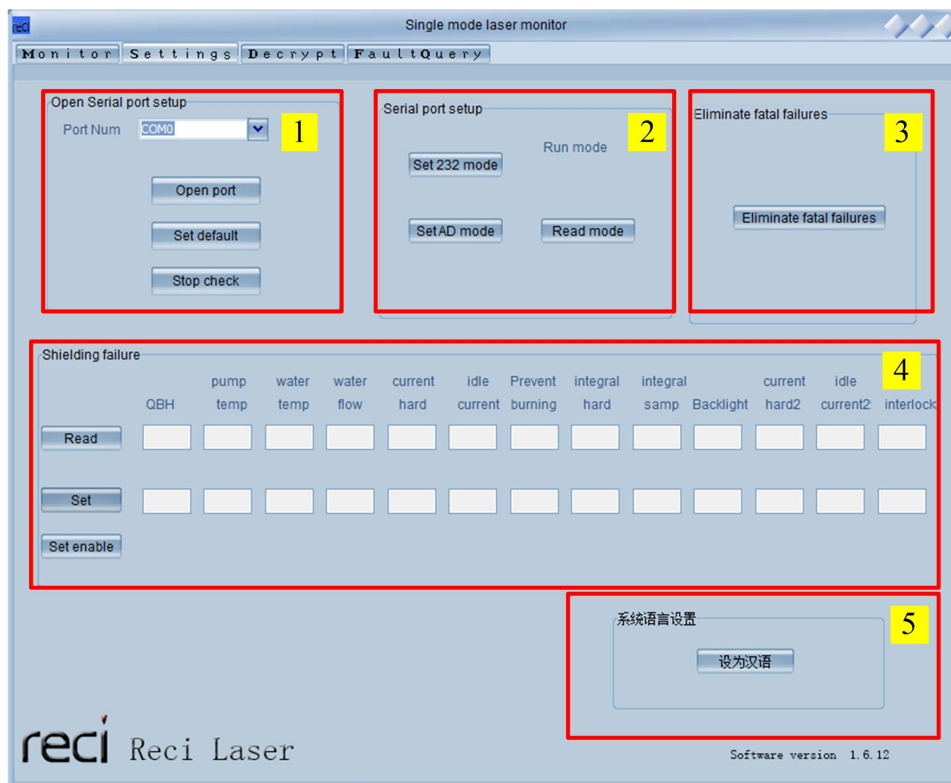 reci
Single mode laser monitor
Monitor Settings Decrypt FaultQuery
Open Serial port setup
Port Num COM0
1
Open port
Set default
Stop check
Serial port setup
2
Run mode
Set 232 mode
Set AD mode Read mode
Eliminate fatal failures
3
Eliminate fatal failures
Shielding failure
4
pump water water current idle Prevent integral integral current idle
QBH temp temp flow hard current burning hard samp Backlight hard2 current2 interlock
Read
Set
Set enable
5
系统语言设置
设为汉语
reci Reci Laser
Software version 1.6.12